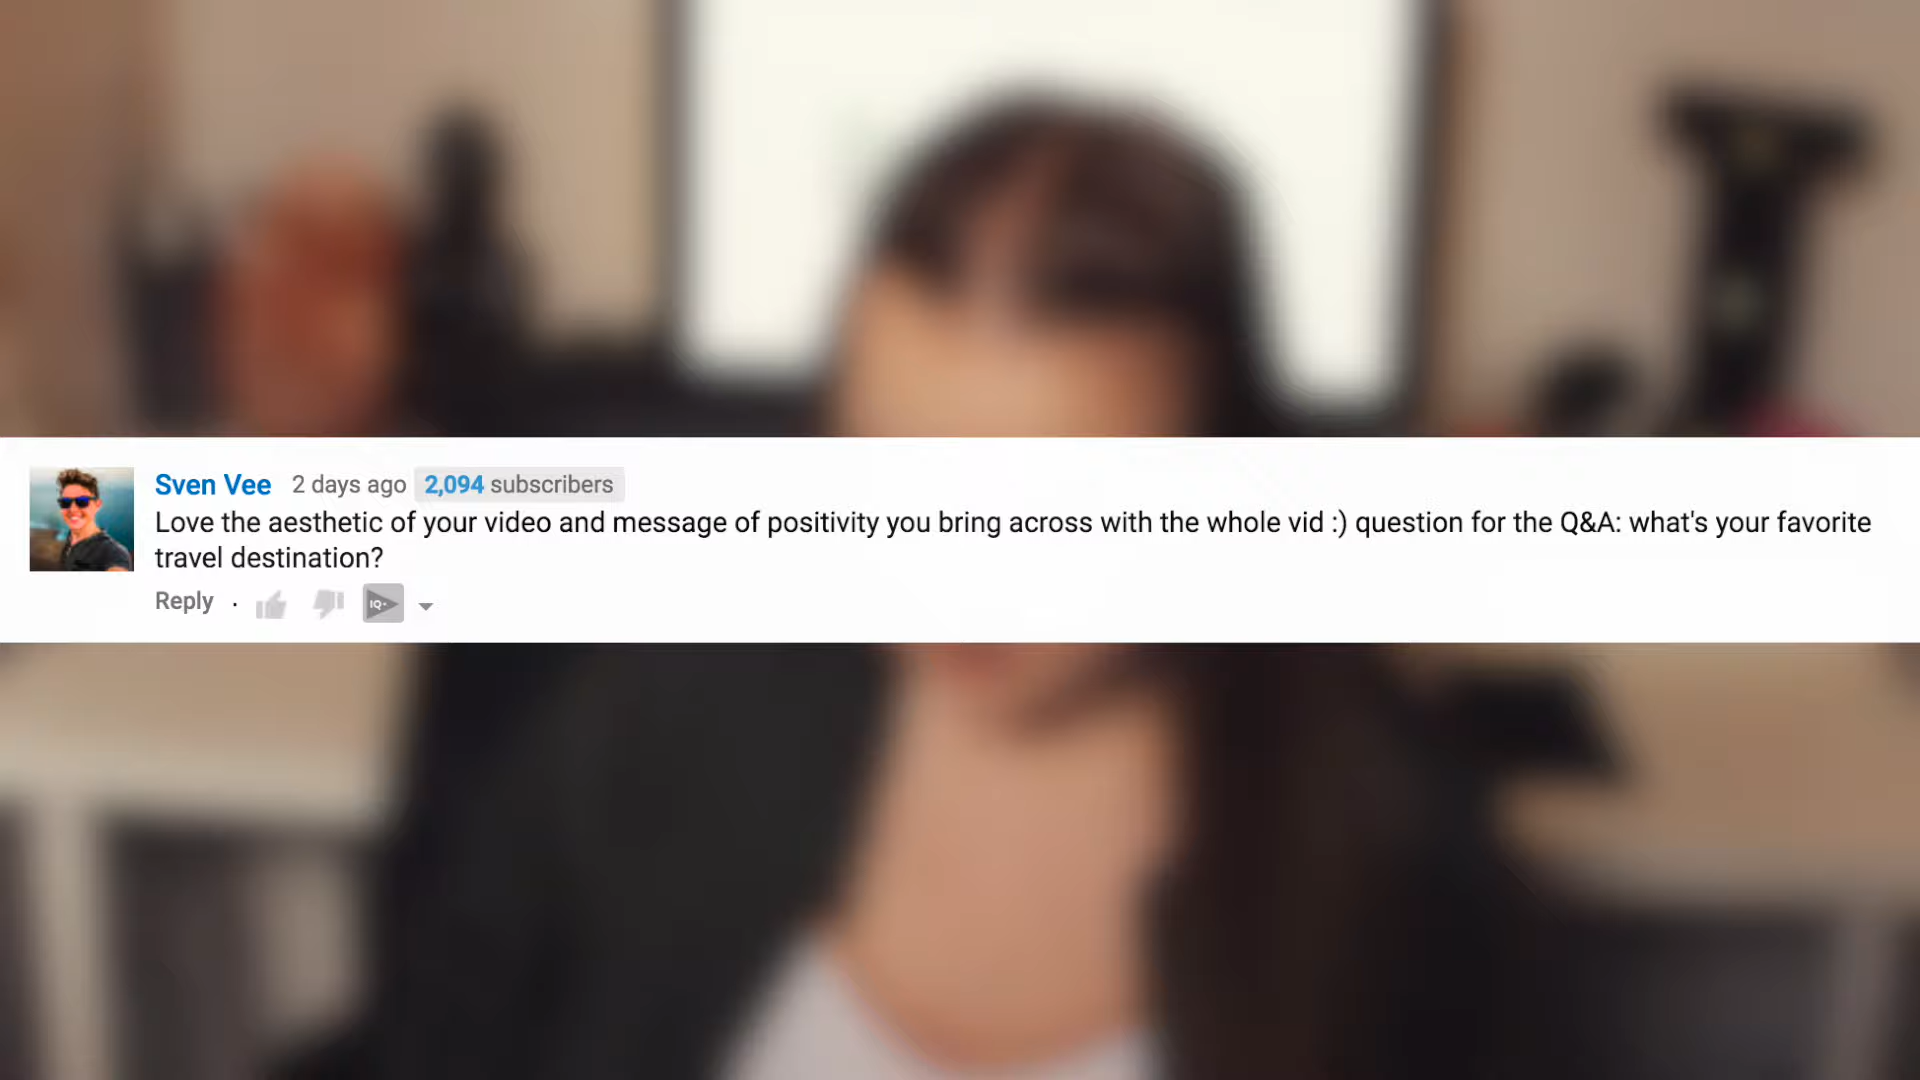 Sven Vee 2 days ago 2,094 subscribers
Love the aesthetic of your video and message of positivity you bring across with the whole vid :) question for the Q&A: what's your favorite
travel destination?
Reply · IQ+